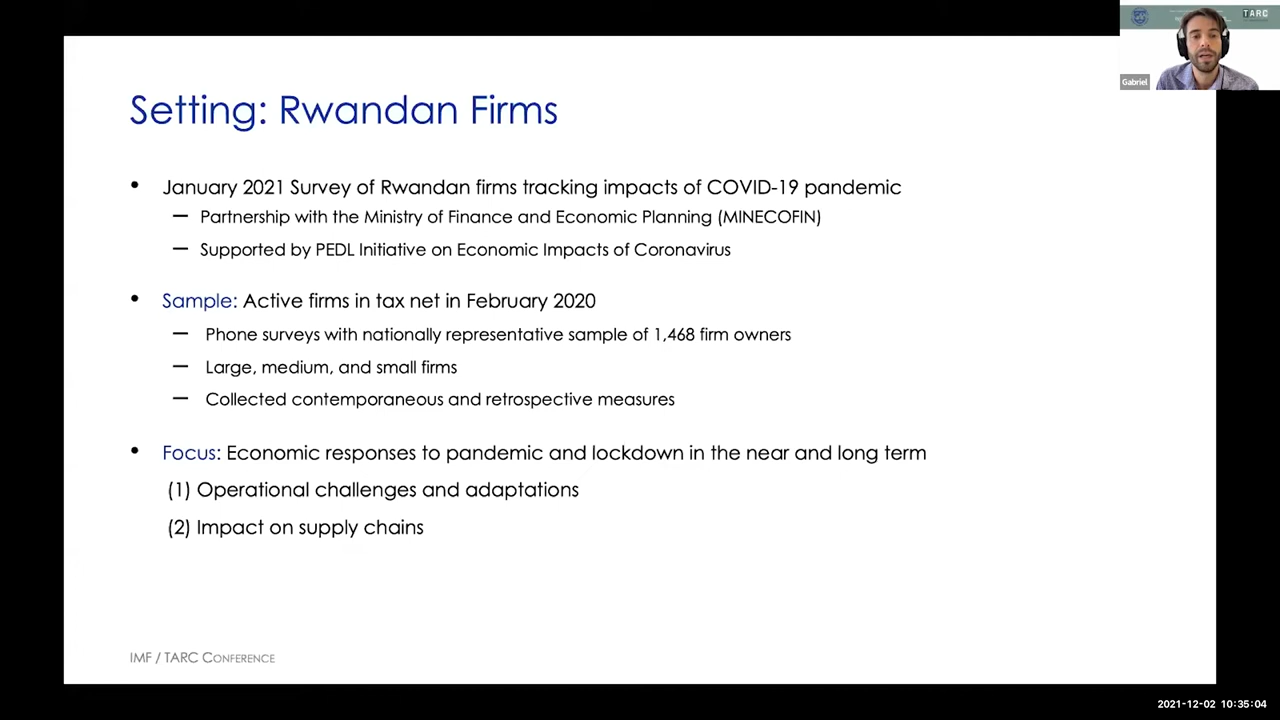 TARC
Gabriel
Setting: Rwandan Firms
• January 2021 Survey of Rwandan firms tracking impacts of COVID-19 pandemic
— Partnership with the Ministry of Finance and Economic Planning (MINECOFIN)
— Supported by PEDL Initiative on Economic Impacts of Coronavirus
• Sample: Active firms in tax net in February 2020
— Phone surveys with nationally representative sample of 1,468 firm owners
— Large, medium, and small firms
— Collected contemporaneous and retrospective measures
• Focus: Economic responses to pandemic and lockdown in the near and long term
(1) Operational challenges and adaptations
(2) Impact on supply chains
IMF / TARC CONFERENCE
2021-12-02 10:35:04